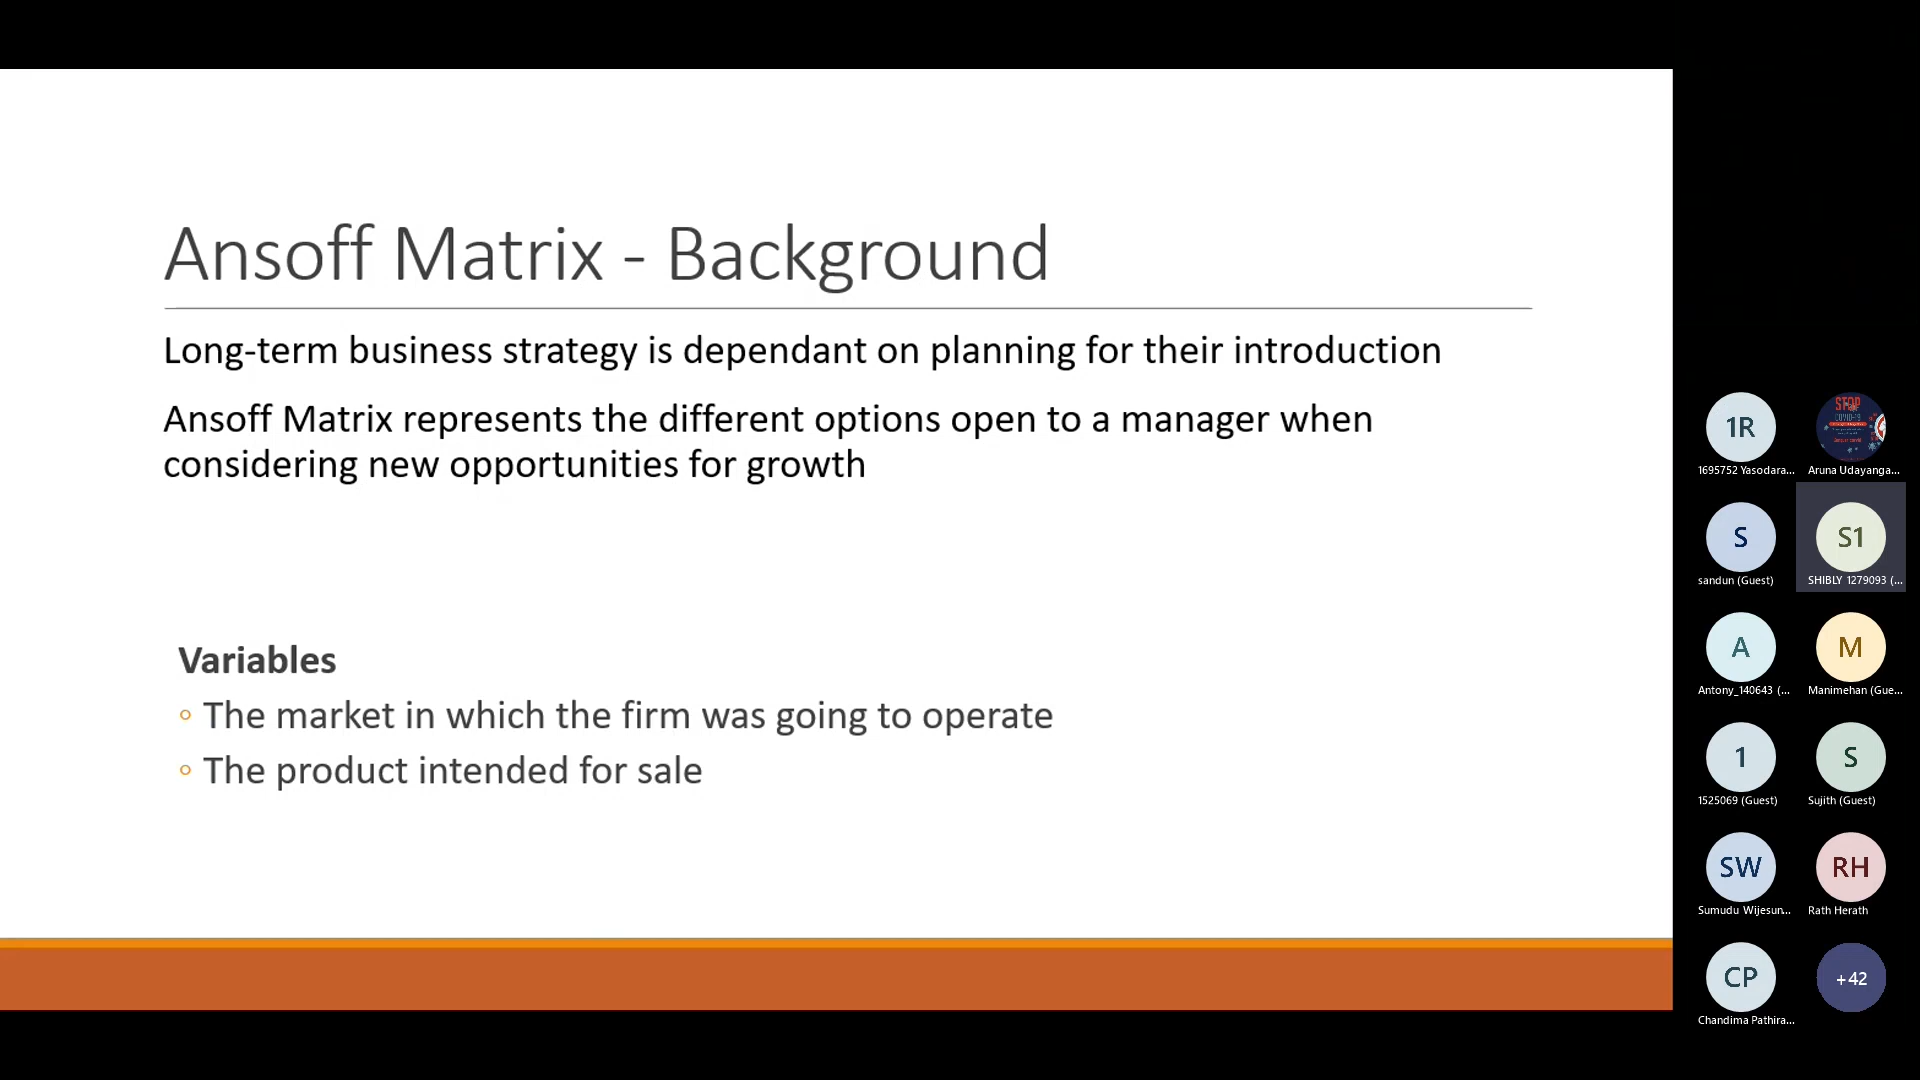 Ansoff Matrix - Background
Long-term business strategy is dependant on planning for their introduction
Ansoff Matrix represents the different options open to a manager when
considering new opportunities for growth
Variables
◦ The market in which the firm was going to operate
◦ The product intended for sale
1R
1695752 Yasodara...
Aruna Udayanga...
S
sandun (Guest)
S1
SHIBLY 1279093 (...
A
Antony_140643 (...
M
Manimehan (Gue...
1
1525069 (Guest)
S
Sujith (Guest)
SW
Sumudu Wijesun...
RH
Rath Herath
CP
Chandima Pathira...
+42
STOP